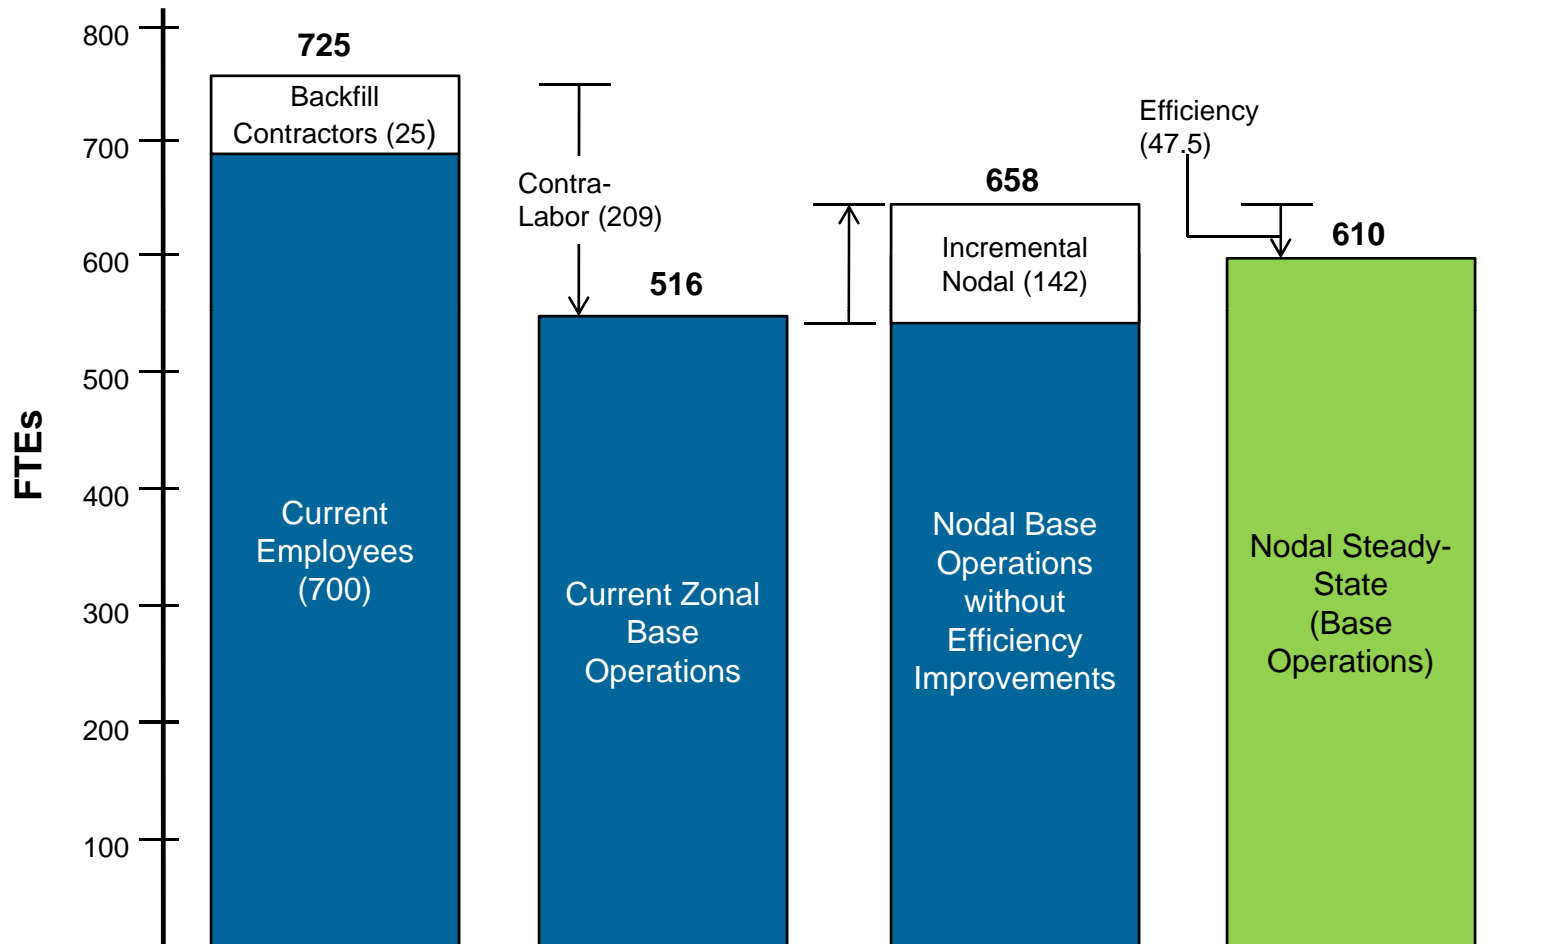 FTEs
800
700
600
500
400
300
200
100
725
Backfill
Contractors (25)
Current
Employees
(700)
Contra-
Labor (209)
516
Current Zonal
Base
Operations
658
Incremental
Nodal (142)
Nodal Base
Operations
without
Efficiency
Improvements
Efficiency
(47.5)
610
Nodal Steady-
State
(Base
Operations)